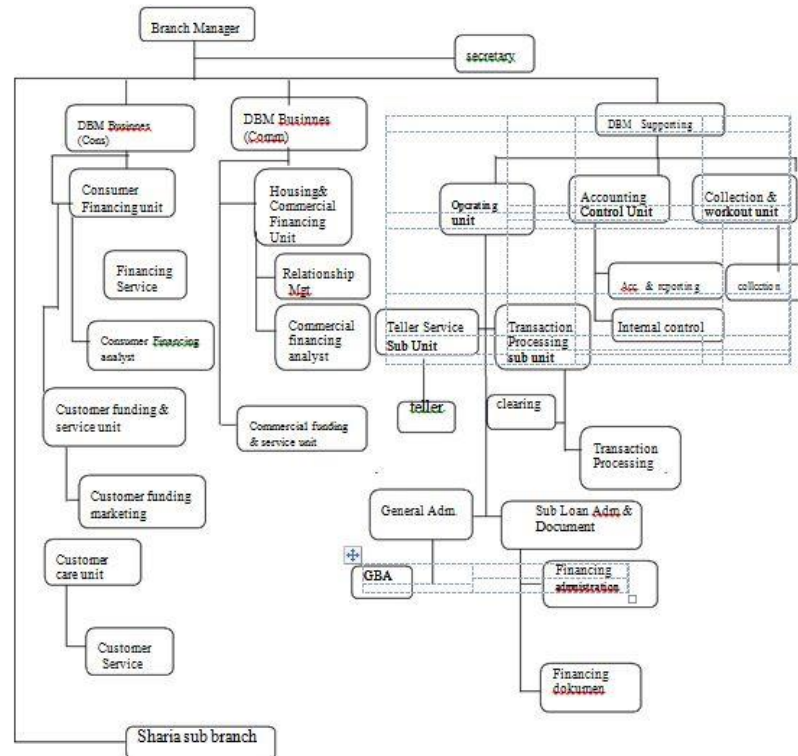 Branch Manager
secretary
DBM Businnes
(Cons)
DBM Businnes
(Comm)
DBM Supporting
Consumer
Financing unit
Housing&
Commercial
Financing
Unit
Operating
unit
Accounting
Control Unit
Collection &
workout unit
Financing
Service
Relationship
Mgt
Acc. & reporting
collection
Consumer Financing
analyst
Commercial
financing
analyst
Teller Service
Sub Unit
Transaction
Processing
sub unit
Internal control
Customer funding &
service unit
Commercial funding
& service unit
teller
clearing
Transaction
Processing
Customer funding
marketing
General Adm.
Sub Loan Adm &
Document
Customer
care unit
GBA
Financing
admistration
Customer
Service
Financing
dokumen
Sharia sub branch